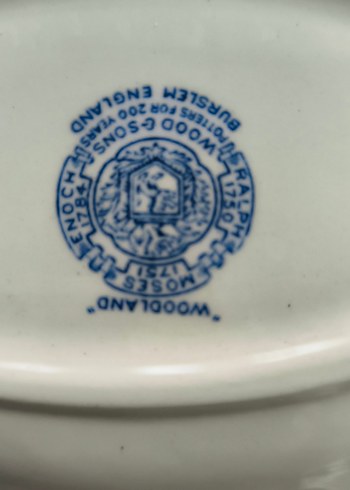 "WOODLAND"
ENOCH
1784
MOSES
1751
RALPH
1750
WOOD & SONS
POTTERS FOR 200 YEARS
BURSLEM ENGLAND